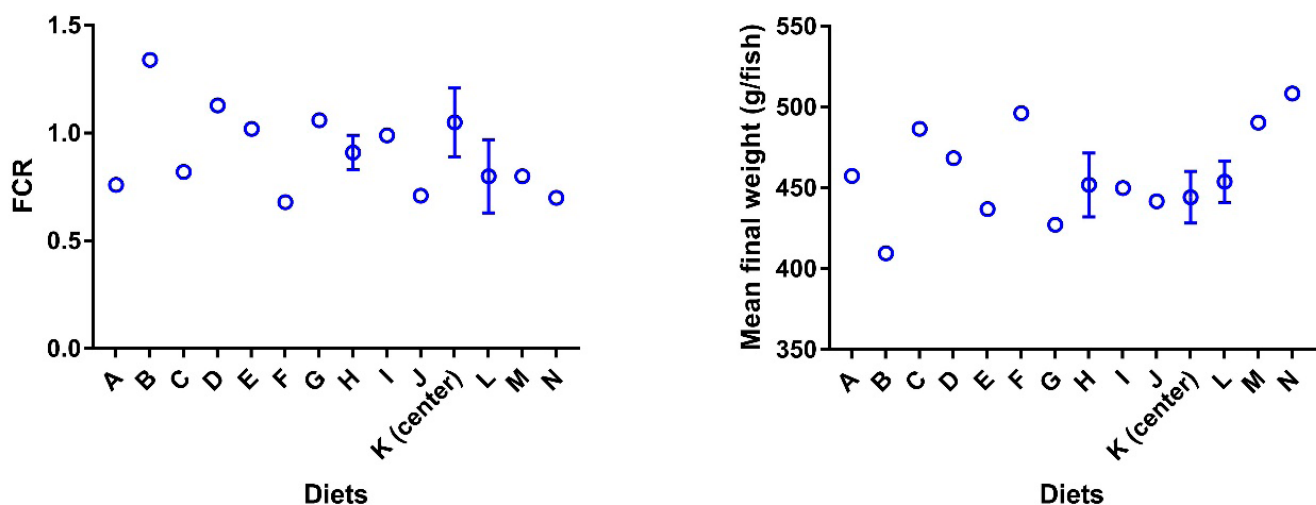 FCR
1.5
1.0
0.5
0.0
A
B
C
D
E
F
G
H
I
J
K (center)
L
M
N
Diets
Mean final weight (g/fish)
550
500
450
400
350
A
B
C
D
E
F
G
H
I
J
K (center)
L
M
N
Diets